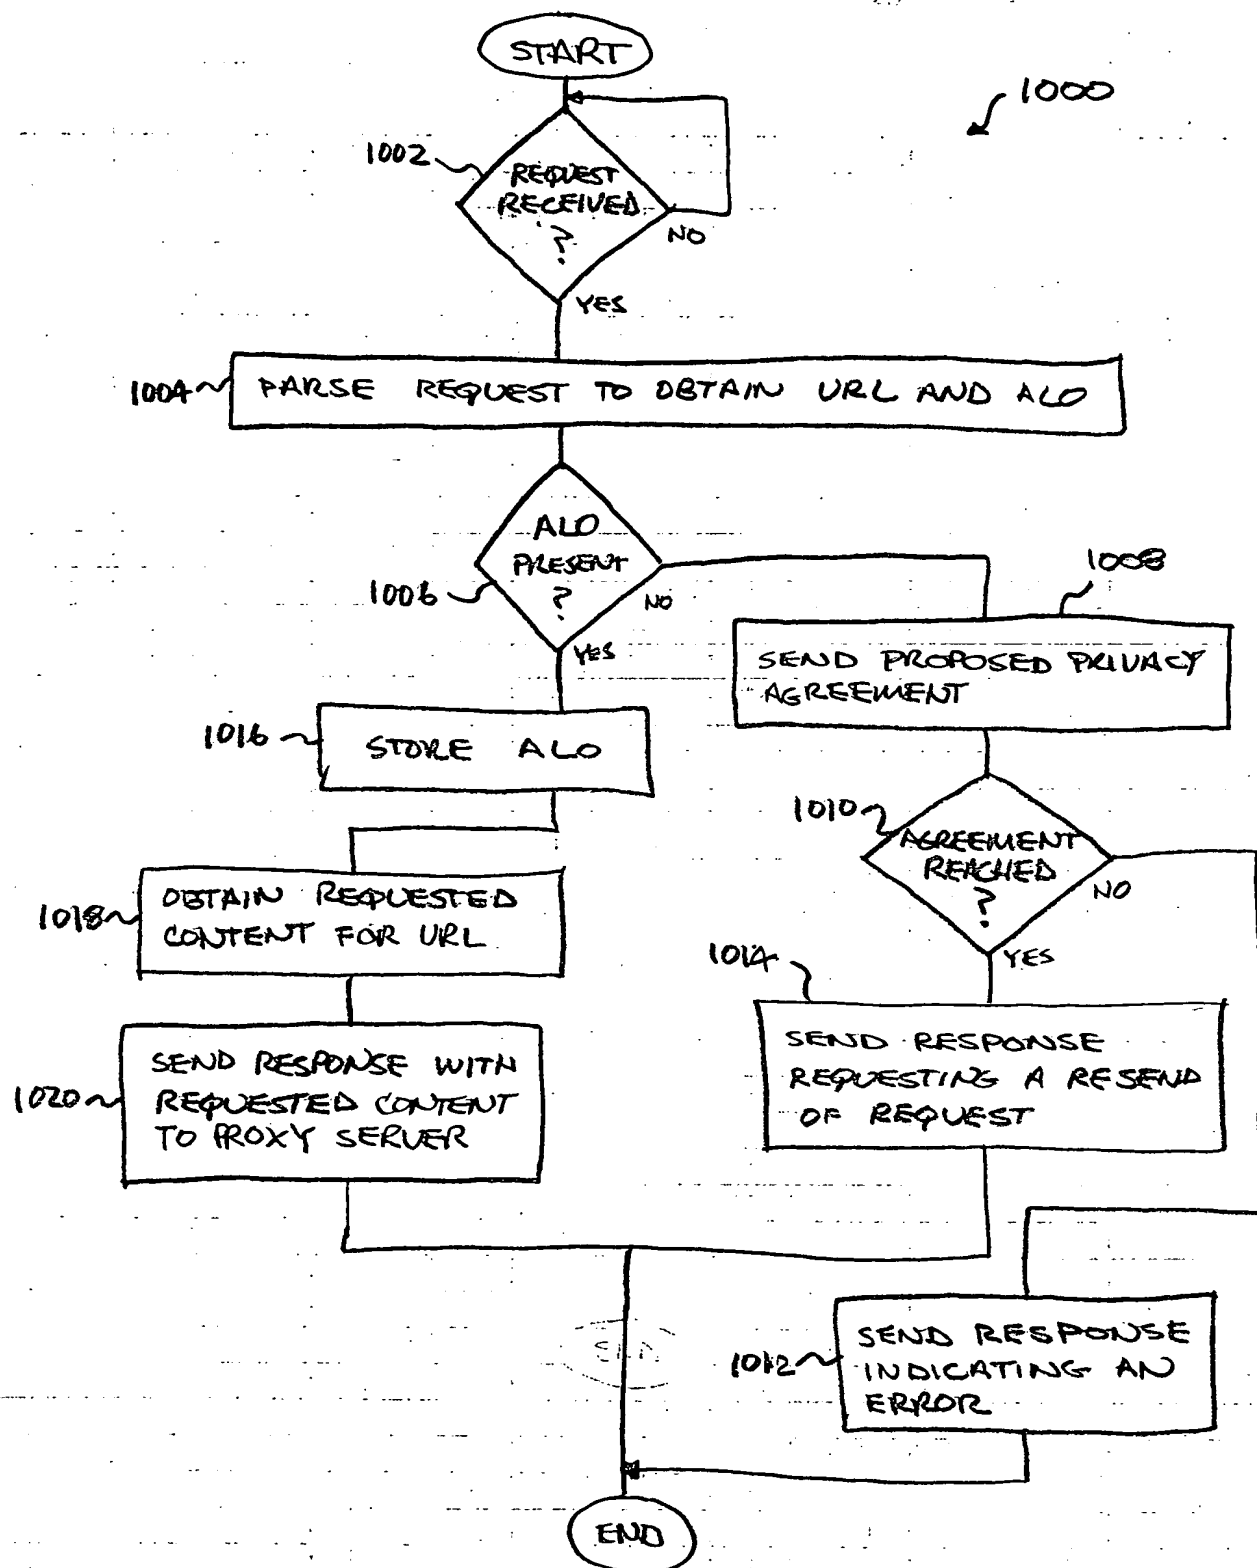 START
1000
1002
REQUEST
RECEIVED
?
NO
YES
1004
PARSE REQUEST TO OBTAIN URL AND ALO
ALO
PRESENT
?
1006
NO
YES
1008
SEND PROPOSED PRIVACY
AGREEMENT
1016
STORE ALO
1010
AGREEMENT
REACHED
?
NO
YES
1018
OBTAIN REQUESTED
CONTENT FOR URL
1014
SEND RESPONSE
REQUESTING A RESEND
OF REQUEST
1020
SEND RESPONSE WITH
REQUESTED CONTENT
TO PROXY SERVER
1012
SEND RESPONSE
INDICATING AN
ERROR
END